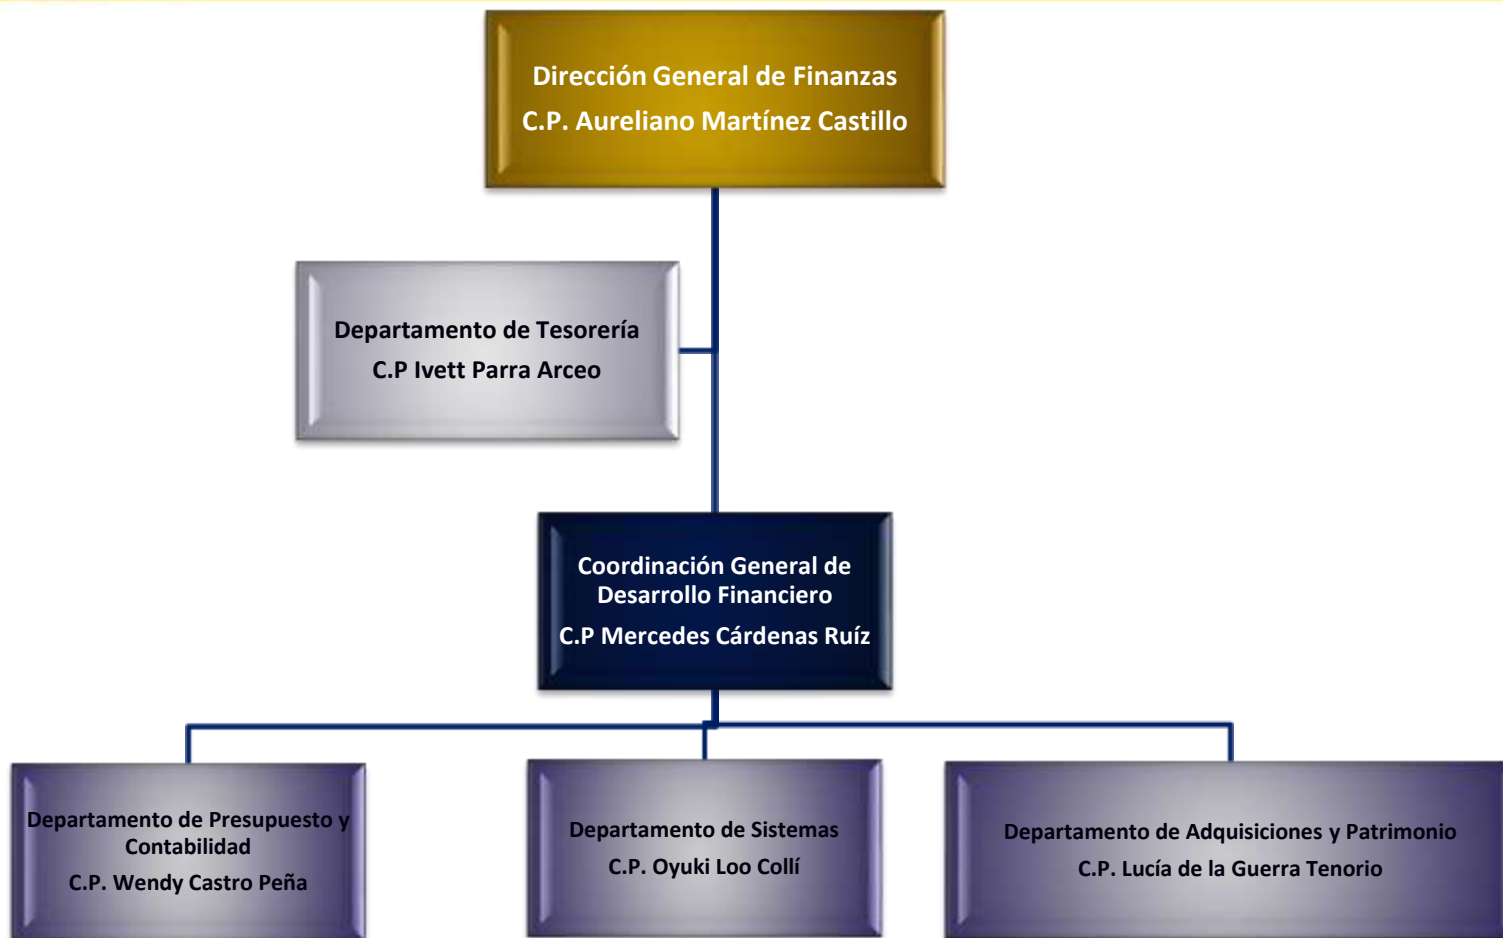 Dirección General de Finanzas
C.P. Aureliano Martínez Castillo
Departamento de Tesorería
C.P Ivett Parra Arceo
Coordinación General de
Desarrollo Financiero
C.P Mercedes Cárdenas Ruíz
Departamento de Presupuesto y
Contabilidad
C.P. Wendy Castro Peña
Departamento de Sistemas
C.P. Oyuki Loo Collí
Departamento de Adquisiciones y Patrimonio
C.P. Lucía de la Guerra Tenorio